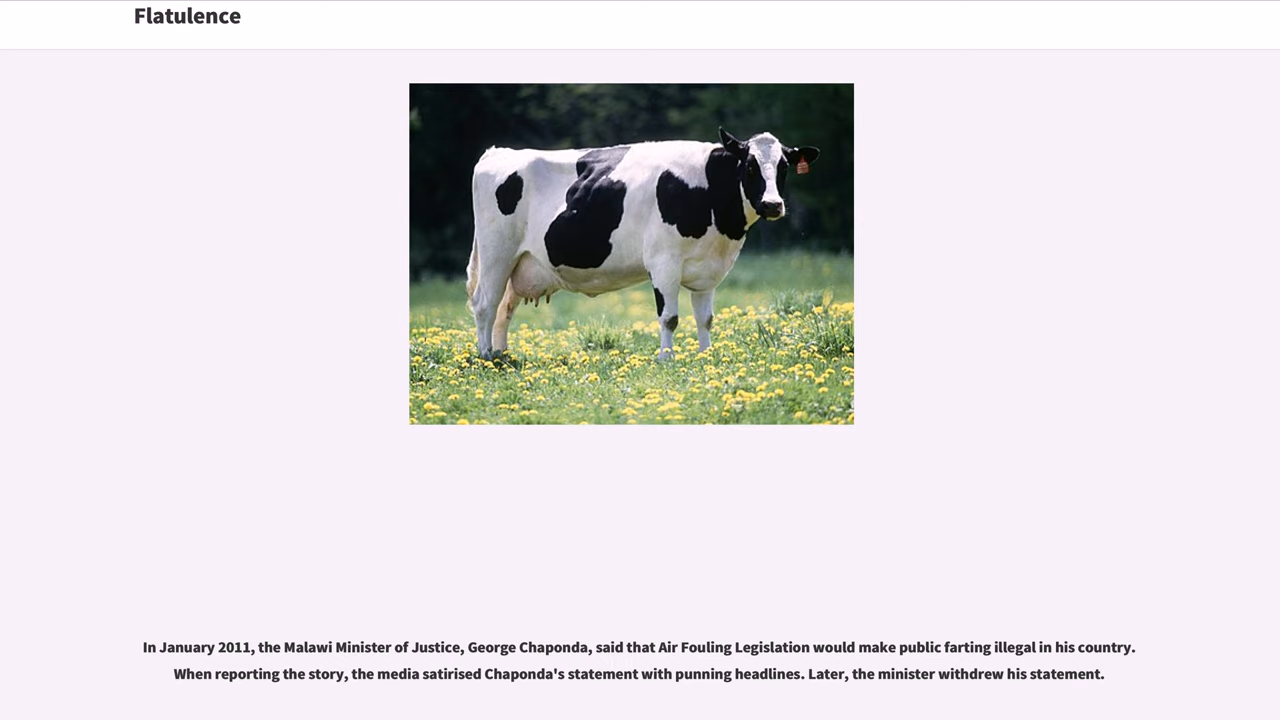 Flatulence
In January 2011, the Malawi Minister of Justice, George Chaponda, said that Air Fouling Legislation would make public farting illegal in his country.
When reporting the story, the media satirised Chaponda's statement with punning headlines. Later, the minister withdrew his statement.